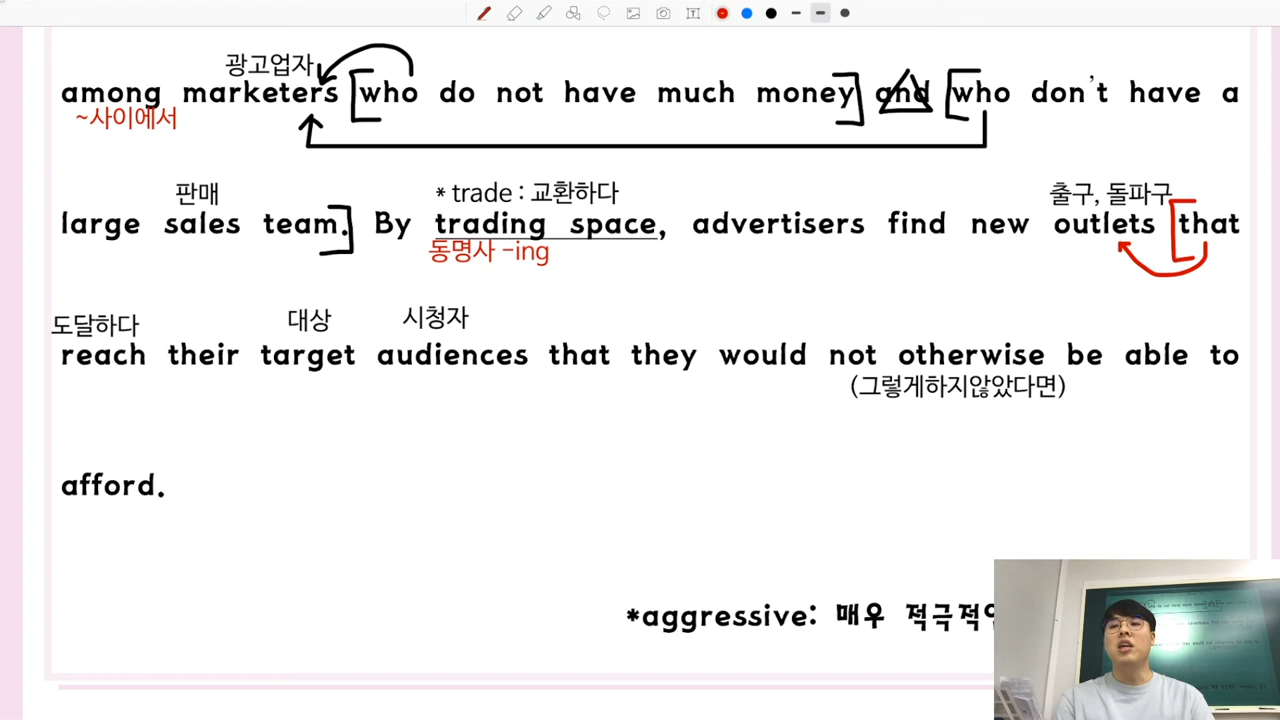 광고업자
among marketers who do not have much money and who don't have a
~사이에서
판매 * trade : 교환하다 출구, 돌파구
large sales team. By trading space, advertisers find new outlets that
동명사 -ing
도달하다 대상 시청자
reach their target audiences that they would not otherwise be able to
(그렇게하지않았다면)
afford.
*aggressive: 매우